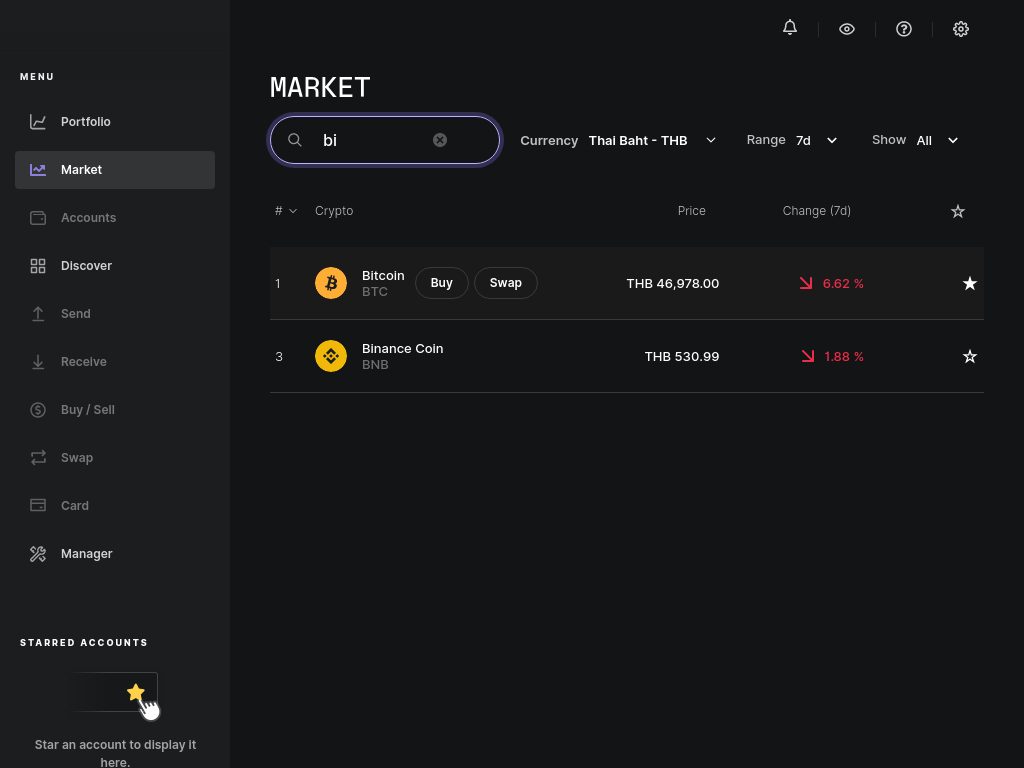 MENU
Portfolio
Market
Accounts
Discover
Send
Receive
Buy / Sell
Swap
Card
Manager
STARRED ACCOUNTS
Star an account to display it
here.
MARKET
bi
Currency Thai Baht - THB
Range 7d
Show All
# Crypto Price Change (7d)
1 Bitcoin BTC Buy Swap THB 46,978.00 6.62 %
3 Binance Coin BNB THB 530.99 1.88 %